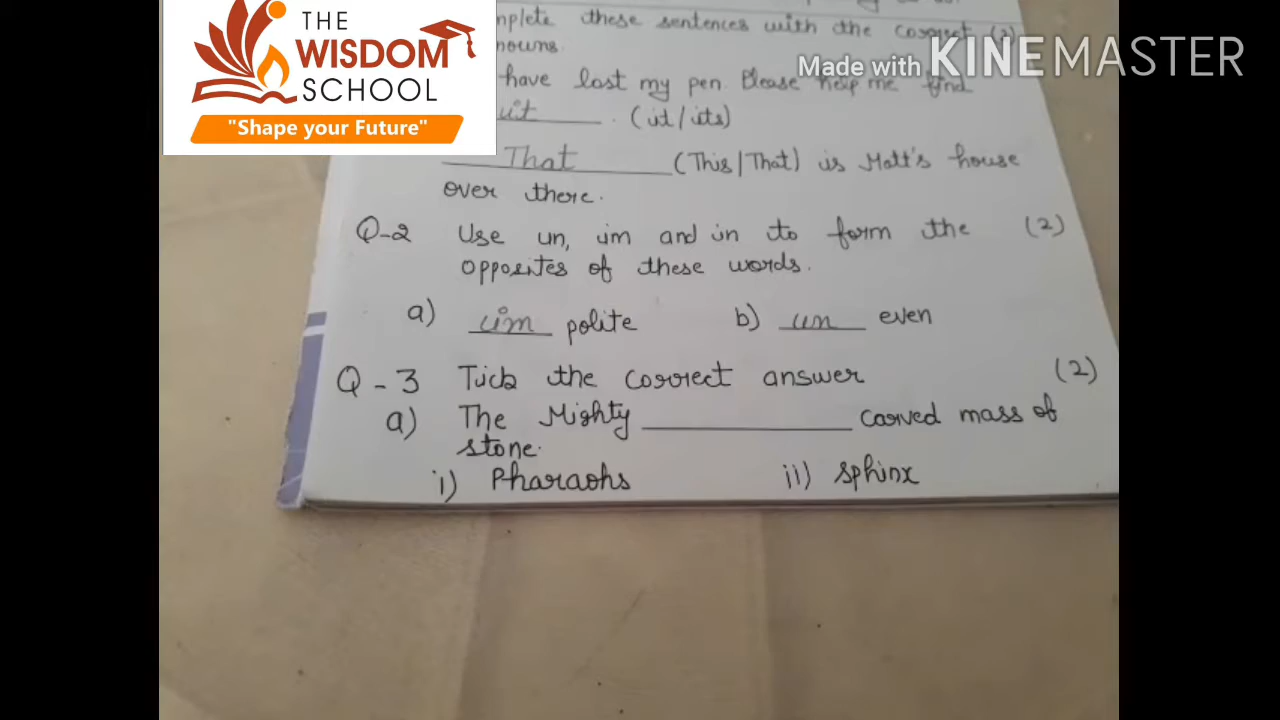 THE
WISDOM
SCHOOL
"Shape your Future"
Made with KINEMASTER
these sentences with the correct (2)
have lost my pen. Please help me find
it . (it/its)
That (This/That) is Matt's house
over there.
Q-2 Use un, im and in to form the (2)
opposites of these words.
a) im polite b) un even
Q-3 Tick the correct answer (2)
a) The Mighty __________ carved mass of
stone.
i) Pharaohs ii) sphinx